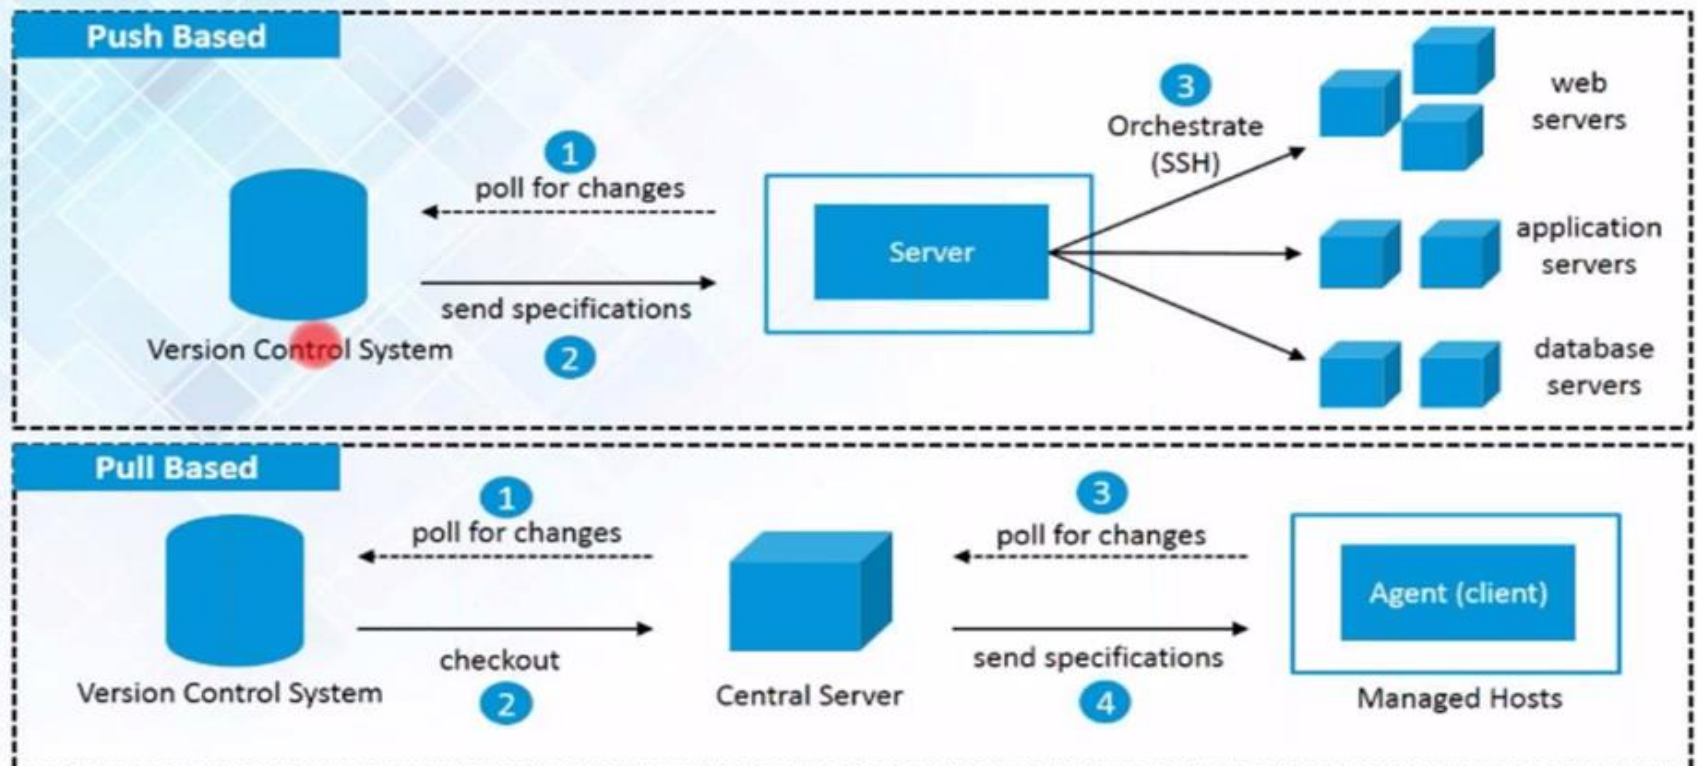 Push Based
1
poll for changes
Version Control System
send specifications
2
Server
3
Orchestrate
(SSH)
web
servers
application
servers
database
servers
Pull Based
1
poll for changes
Version Control System
checkout
2
Central Server
3
poll for changes
send specifications
4
Agent (client)
Managed Hosts